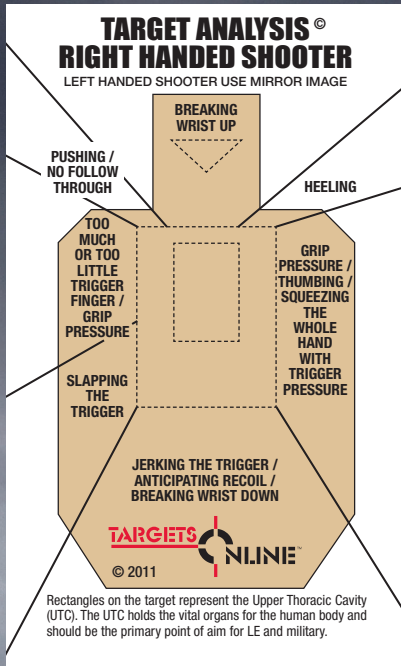 TARGET ANALYSIS ©
RIGHT HANDED SHOOTER
LEFT HANDED SHOOTER USE MIRROR IMAGE
BREAKING
WRIST UP
PUSHING /
NO FOLLOW
THROUGH
HEELING
TOO
MUCH
OR TOO
LITTLE
TRIGGER
FINGER /
GRIP
PRESSURE
GRIP
PRESSURE /
THUMBING /
SQUEEZING
THE
WHOLE
HAND
WITH
TRIGGER
PRESSURE
SLAPPING
THE
TRIGGER
JERKING THE TRIGGER /
ANTICIPATING RECOIL /
BREAKING WRIST DOWN
TARGETS
ONLINE™
© 2011
Rectangles on the target represent the Upper Thoracic Cavity
(UTC). The UTC holds the vital organs for the human body and
should be the primary point of aim for LE and military.